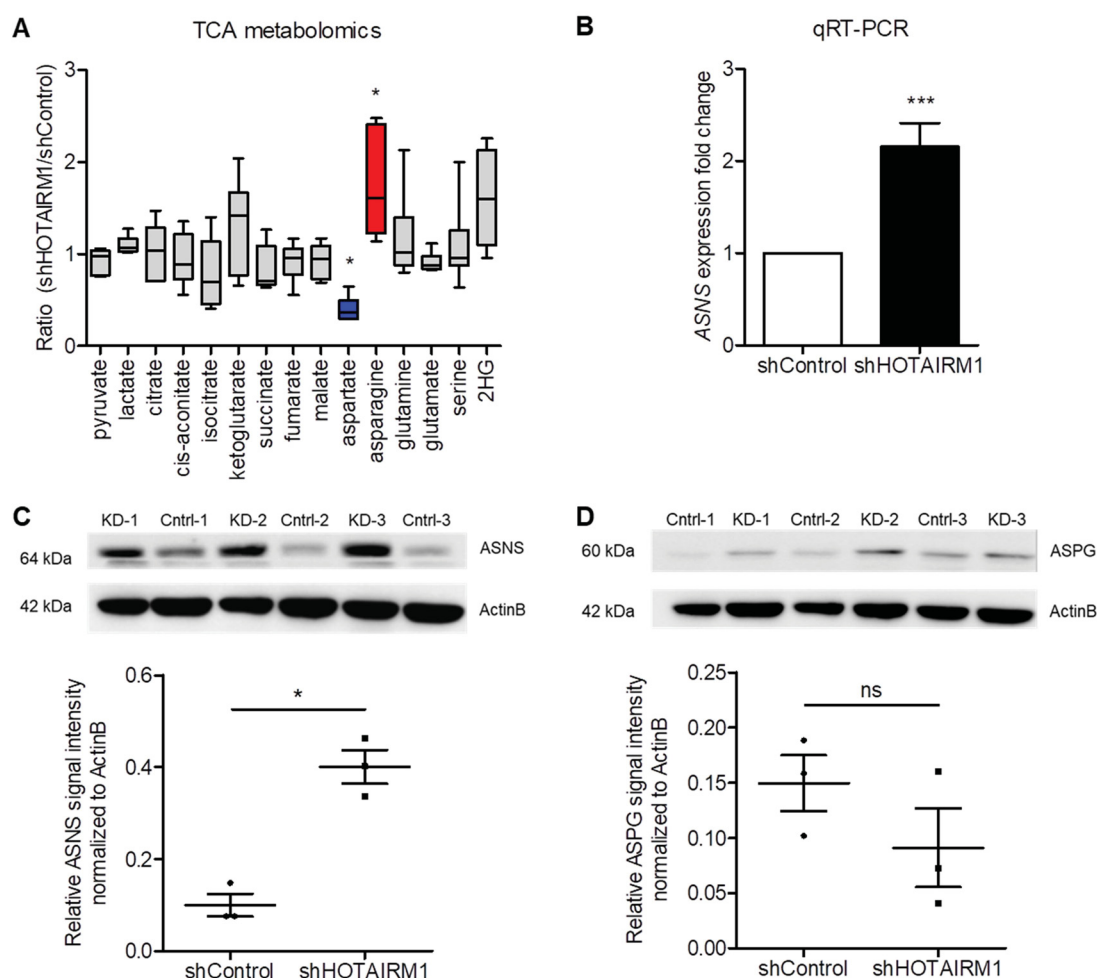 A
TCA metabolomics
Ratio (shHOTAIRM1/shControl)
3
2
1
0
*
*
pyruvate
lactate
citrate
cis-aconitate
isocitrate
ketoglutarate
succinate
fumarate
malate
aspartate
asparagine
glutamine
glutamate
serine
2HG
B
qRT-PCR
ASNS expression fold change
3
2
1
0
***
shControl shHOTAIRM1
C
KD-1 Cntrl-1 KD-2 Cntrl-2 KD-3 Cntrl-3
64 kDa ASNS
42 kDa ActinB
Relative ASNS signal intensity
normalized to ActinB
0.6
0.4
0.2
0.0
*
shControl shHOTAIRM1
D
Cntrl-1 KD-1 Cntrl-2 KD-2 Cntrl-3 KD-3
60 kDa ASPG
42 kDa ActinB
Relative ASPG signal intensity
normalized to ActinB
0.25
0.20
0.15
0.10
0.05
0.00
ns
shControl shHOTAIRM1